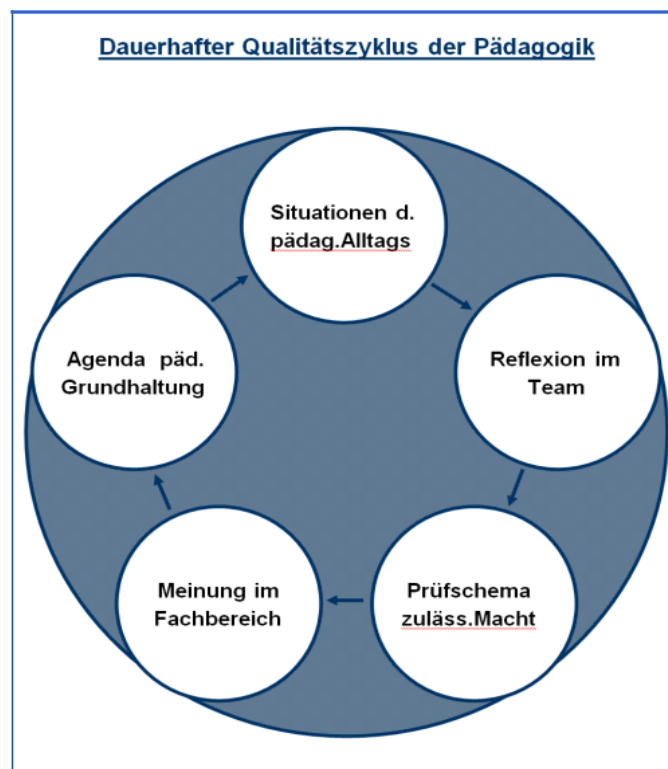 Dauerhafter Qualitätszyklus der Pädagogik
Situationen d.
pädag.Alltags
Reflexion im
Team
Prüfschema
zuläss.Macht
Meinung im
Fachbereich
Agenda päd.
Grundhaltung